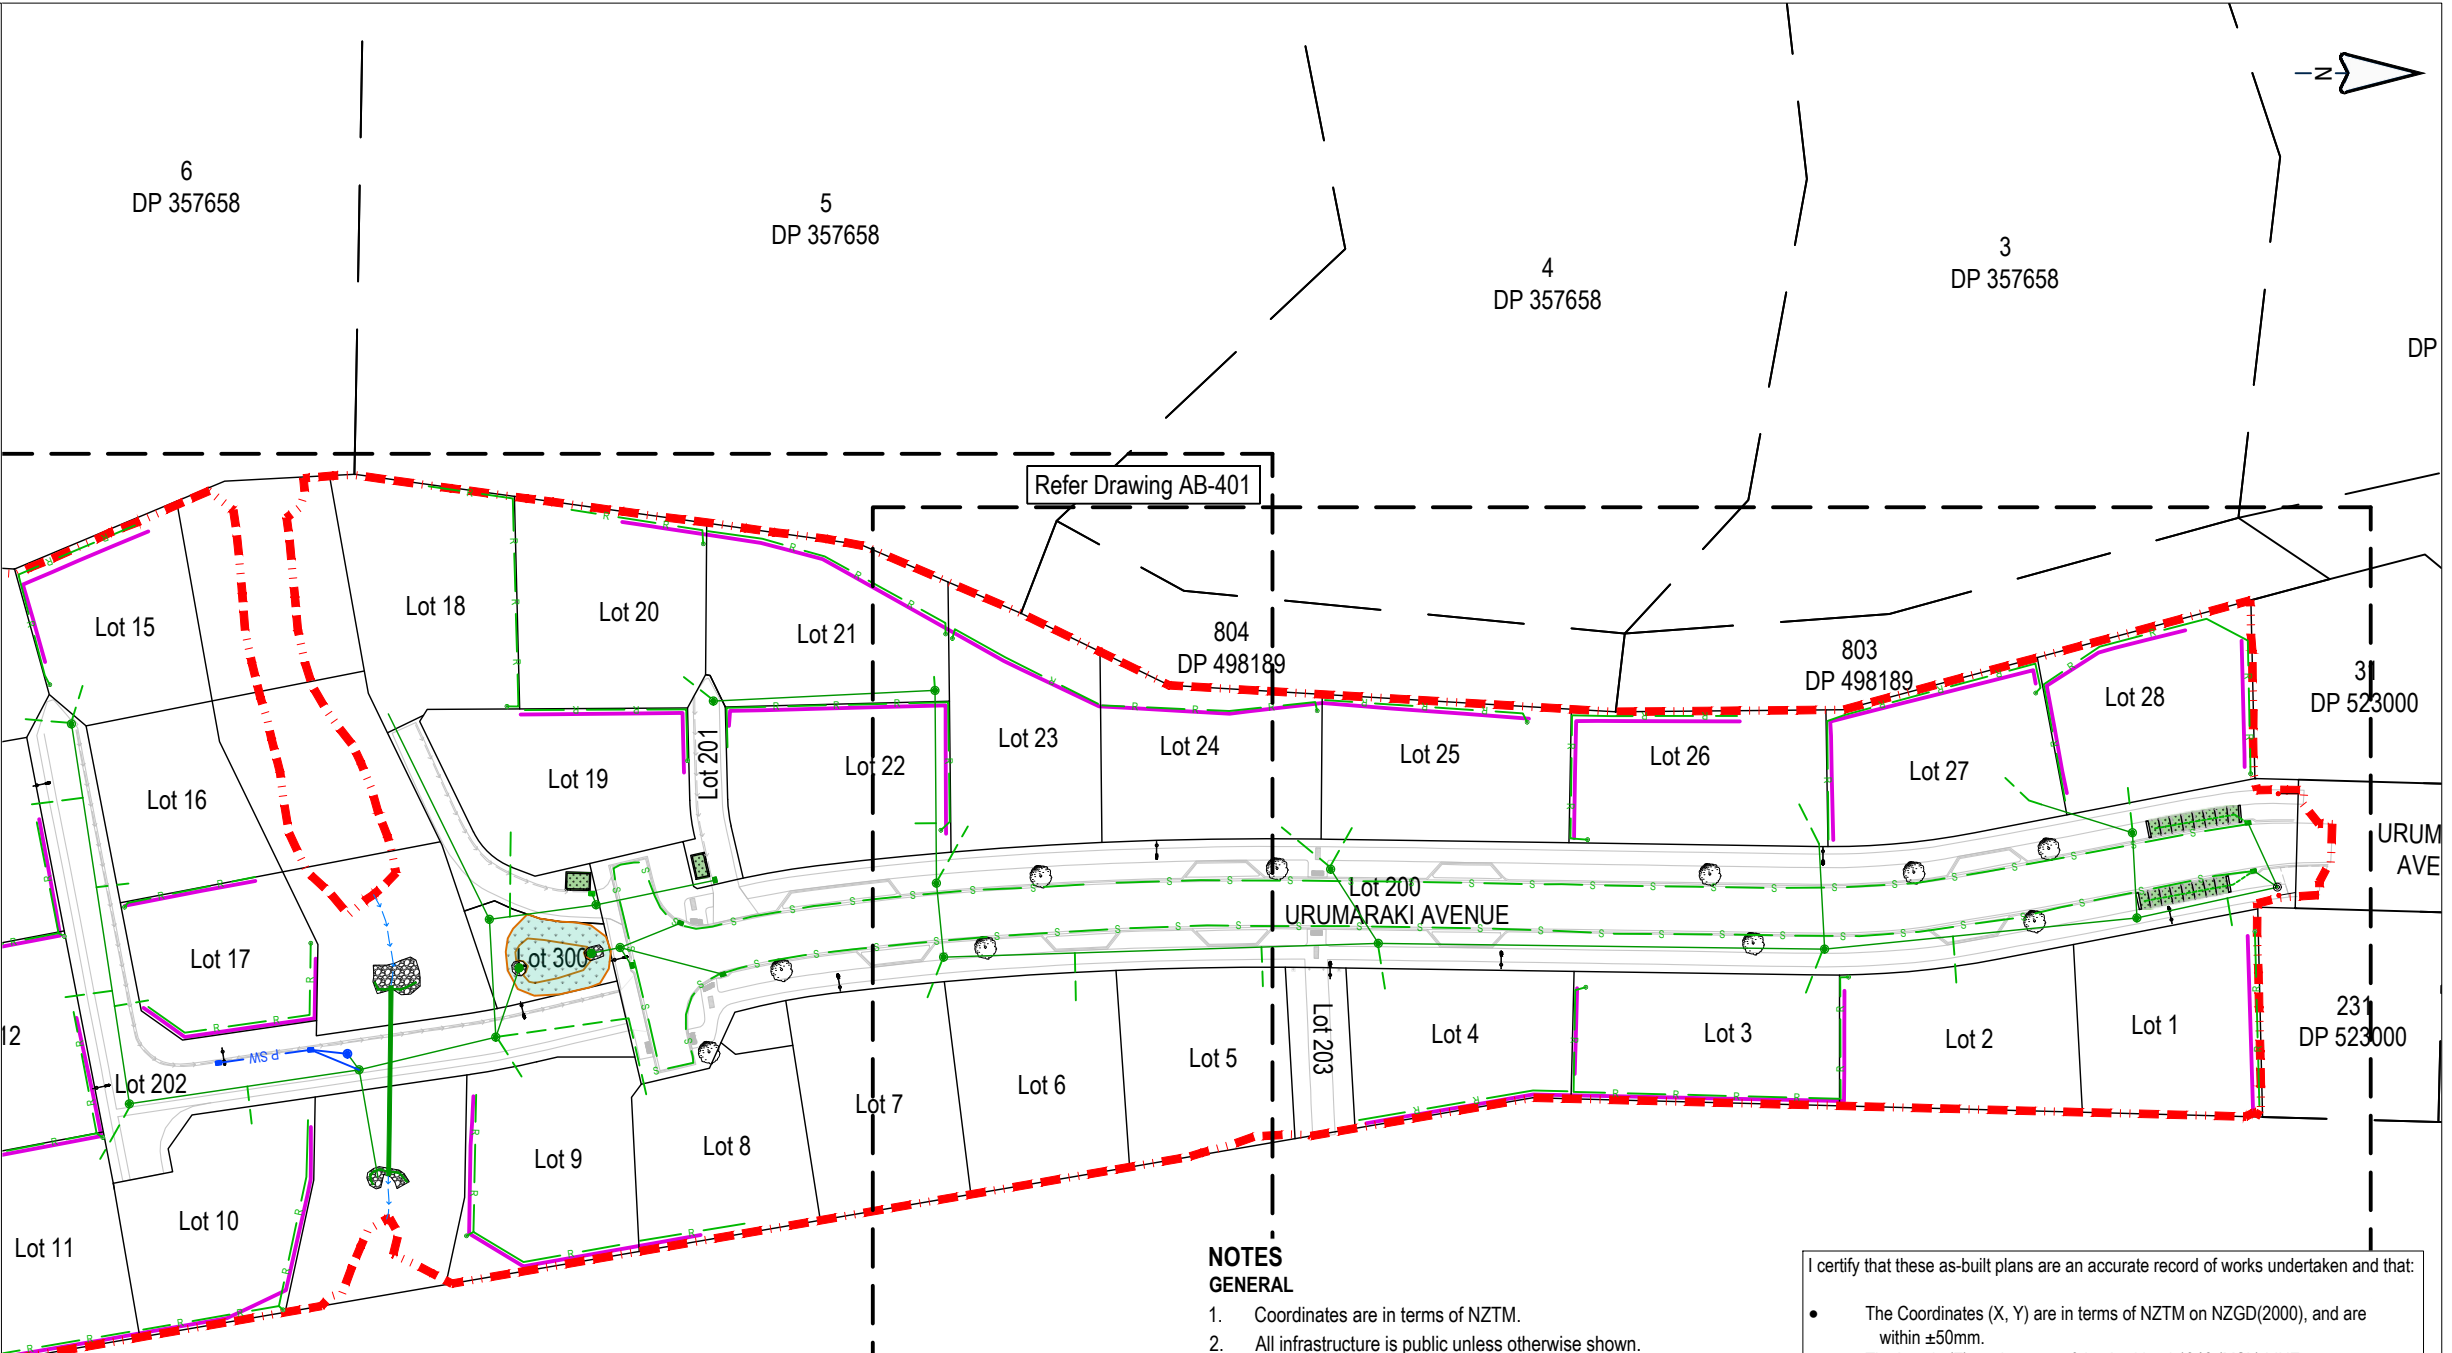 N
6
DP 357658
5
DP 357658
4
DP 357658
3
DP 357658
DP
Refer Drawing AB-401
804
DP 498189
803
DP 498189
31
DP 523000
Lot 15
Lot 18
Lot 20
Lot 21
Lot 16
Lot 19
Lot 201
Lot 22
Lot 23
Lot 24
Lot 25
Lot 26
Lot 27
Lot 28
URUM
AVE
Lot 200
URUMARAKI AVENUE
Lot 17
Lot 300
12
PSW
Lot 202
Lot 7
Lot 6
Lot 5
Lot 203
Lot 4
Lot 3
Lot 2
Lot 1
231
DP 523000
Lot 11
Lot 10
Lot 9
Lot 8
NOTES
GENERAL
1. Coordinates are in terms of NZTM.
2. All infrastructure is public unless otherwise shown.
I certify that these as-built plans are an accurate record of works undertaken and that:
• The Coordinates (X, Y) are in terms of NZTM on NZGD(2000), and are
within ±50mm.